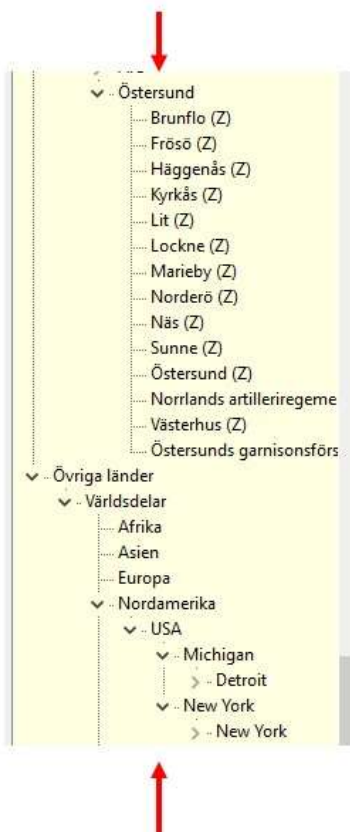 Östersund
Brunflo (Z)
Frösö (Z)
Häggenås (Z)
Kyrkås (Z)
Lit (Z)
Lockne (Z)
Marieby (Z)
Norderö (Z)
Näs (Z)
Sunne (Z)
Östersund (Z)
Norrlands artilleriregeme
Västerhus (Z)
Östersunds garnisonsförs
Övriga länder
Världsdelar
Afrika
Asien
Europa
Nordamerika
USA
Michigan
Detroit
New York
New York